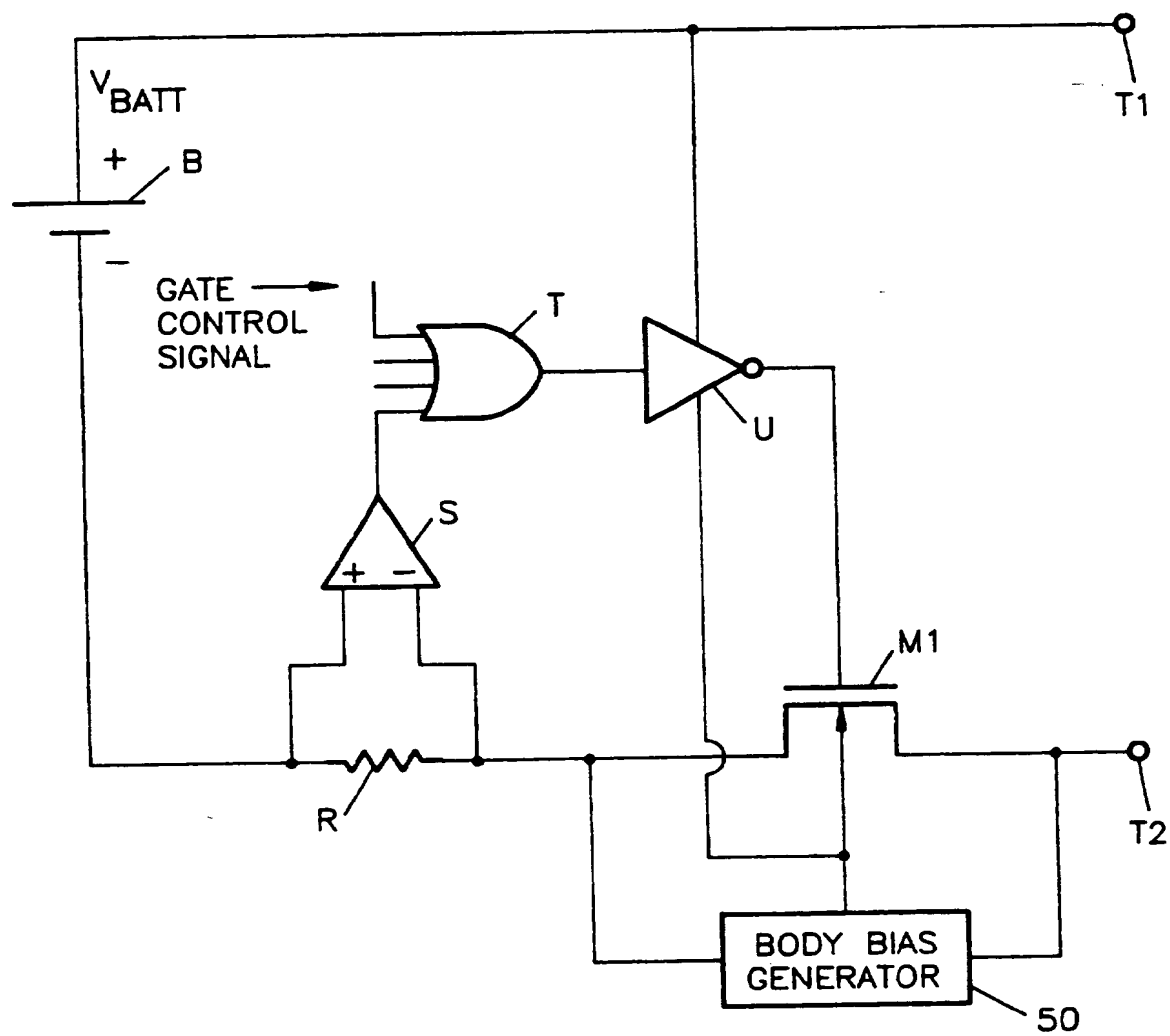 T1
V BATT
+
B
−
GATE
CONTROL
SIGNAL
T
U
S
+ −
M1
R
T2
BODY BIAS
GENERATOR
50